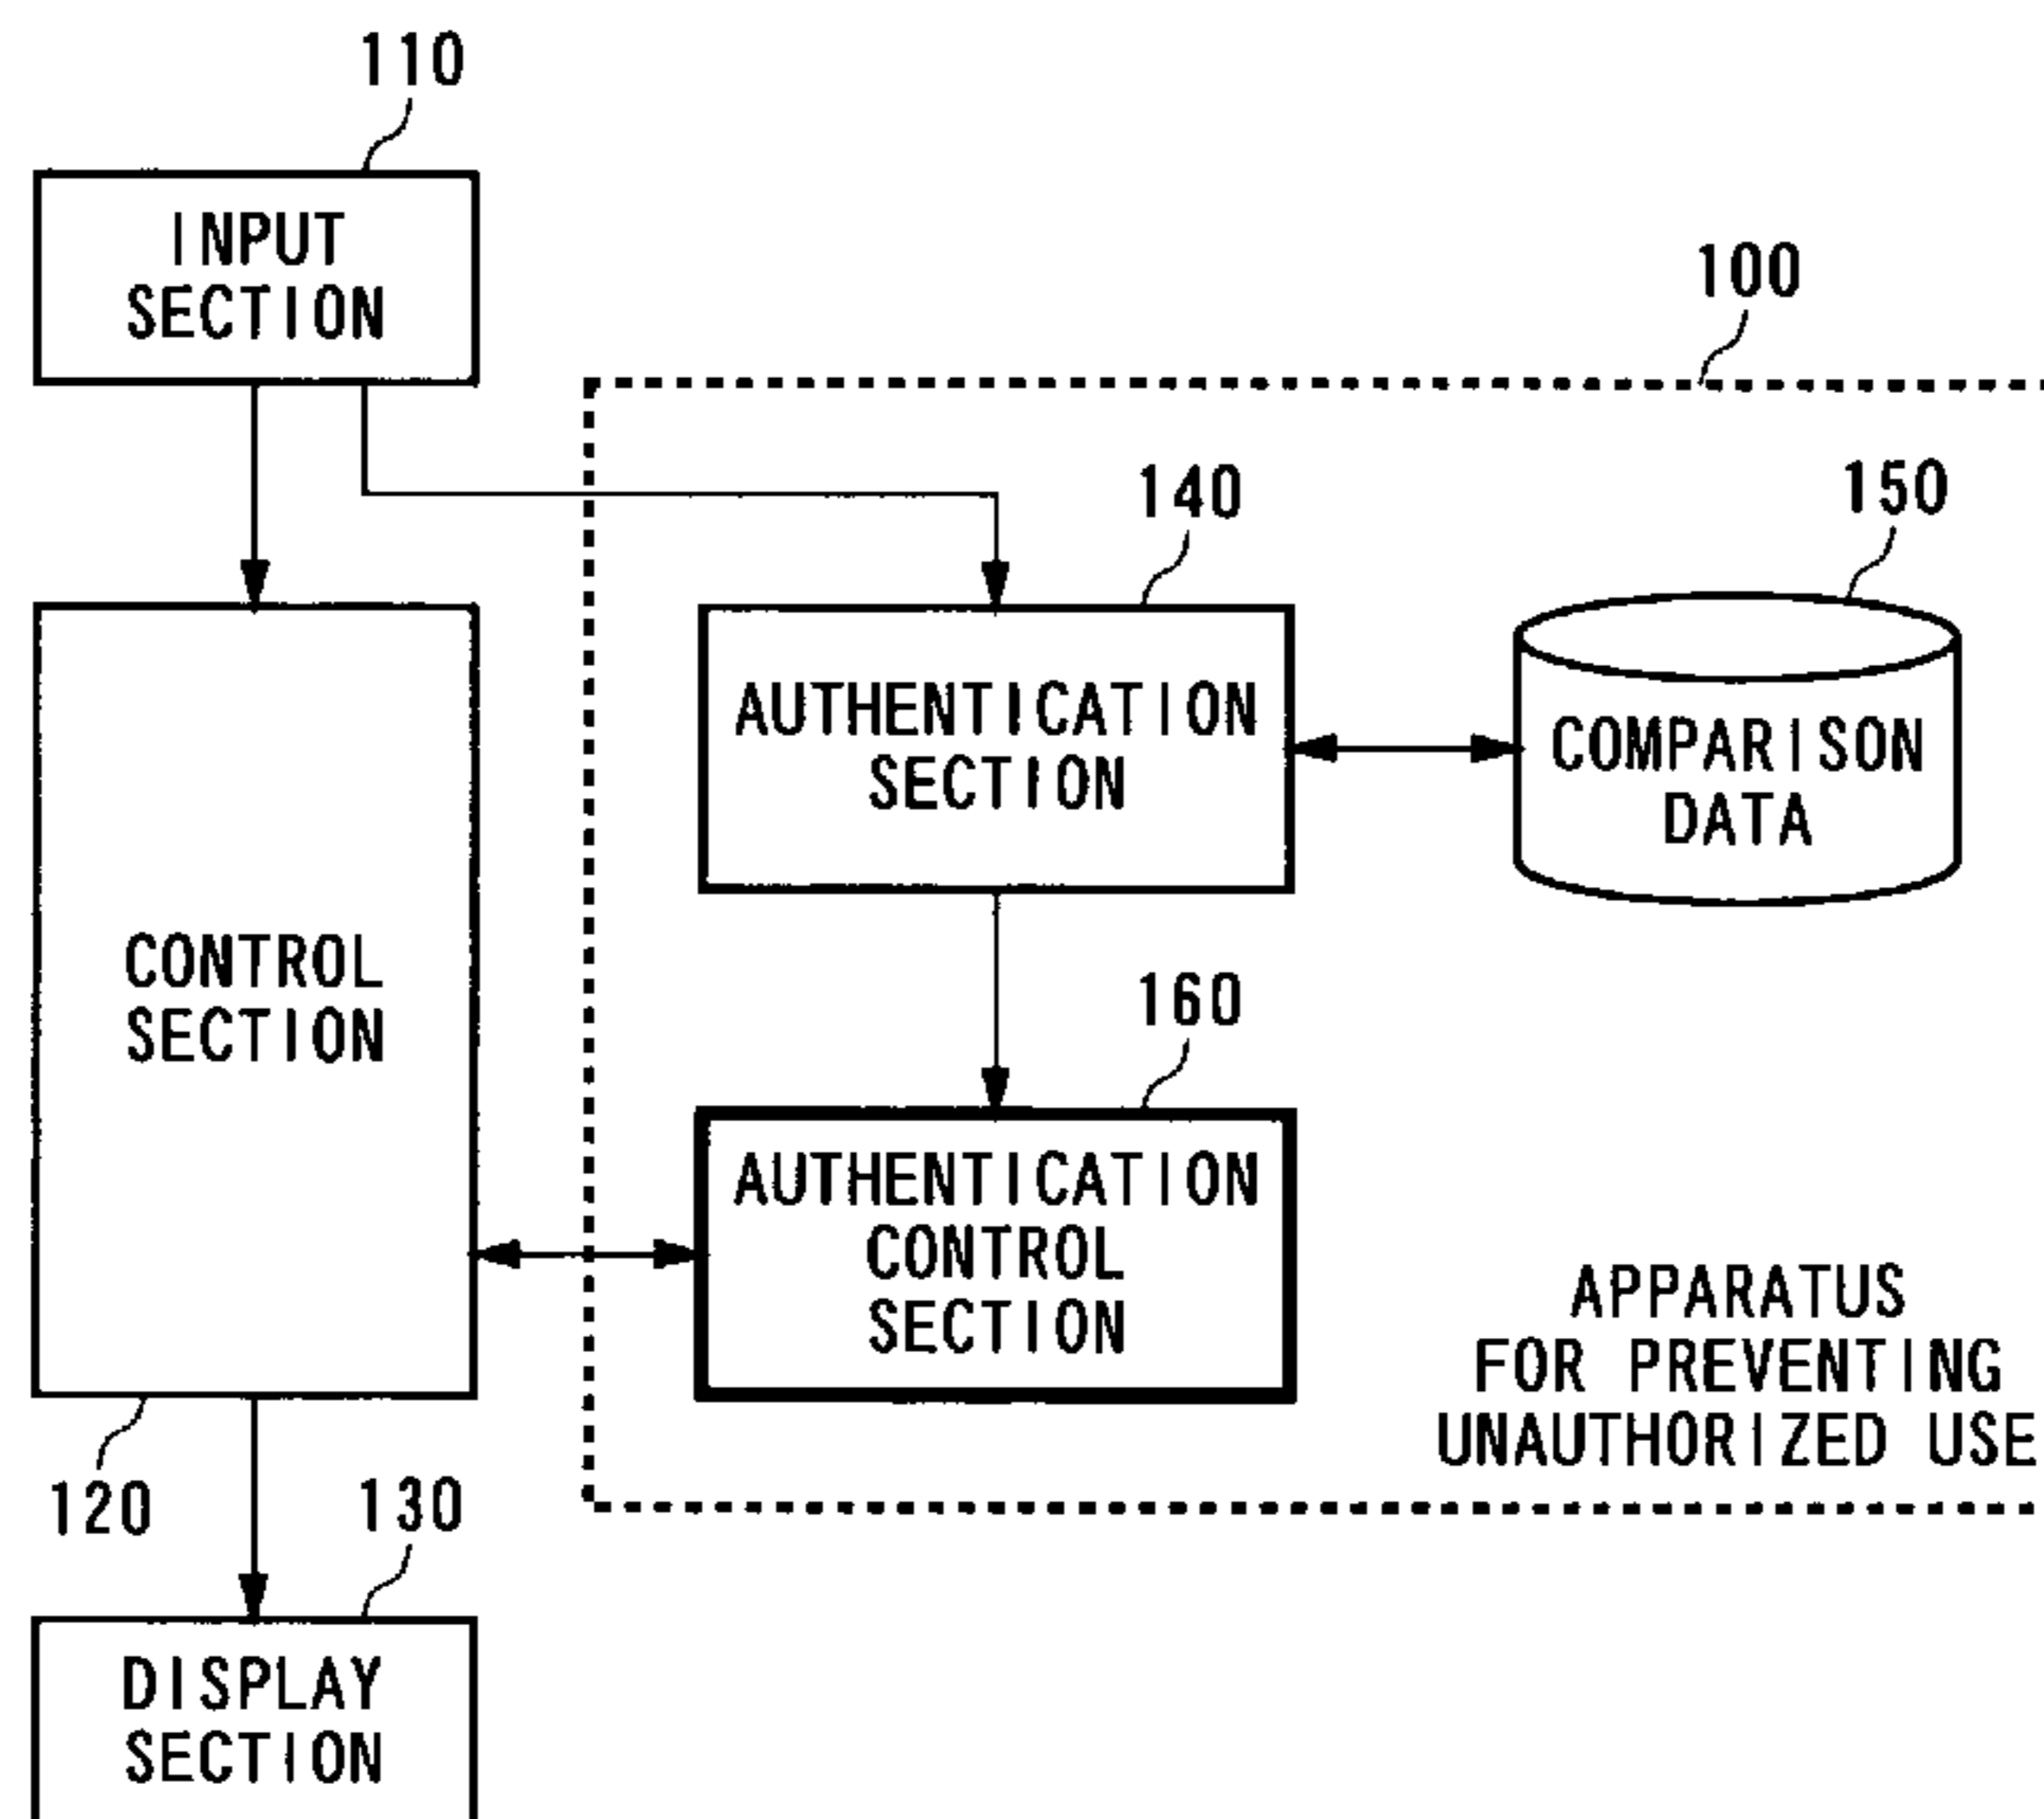 110
INPUT
SECTION
100
140
150
AUTHENTICATION
SECTION
COMPARISON
DATA
CONTROL
SECTION
160
AUTHENTICATION
CONTROL
SECTION
APPARATUS
FOR PREVENTING
UNAUTHORIZED USE
120
130
DISPLAY
SECTION